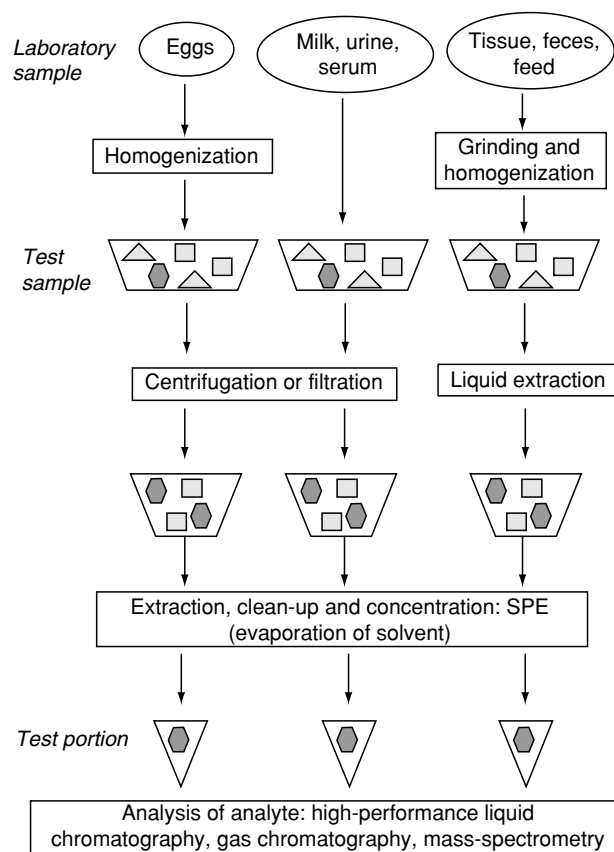 Laboratory
sample
Eggs
Milk, urine,
serum
Tissue, feces,
feed
Homogenization
Grinding and
homogenization
Test
sample
Centrifugation or filtration
Liquid extraction
Extraction, clean-up and concentration: SPE
(evaporation of solvent)
Test portion
Analysis of analyte: high-performance liquid
chromatography, gas chromatography, mass-spectrometry